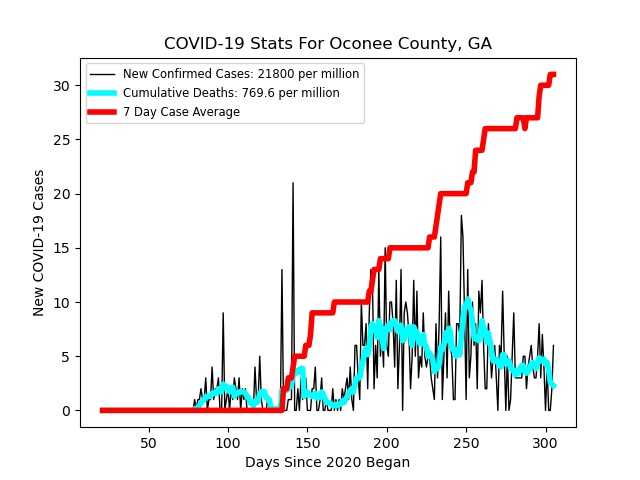 COVID-19 Stats For Oconee County, GA
New Confirmed Cases: 21800 per million
Cumulative Deaths: 769.6 per million
7 Day Case Average
New COVID-19 Cases
30
25
20
15
10
5
0
50 100 150 200 250 300
Days Since 2020 Began